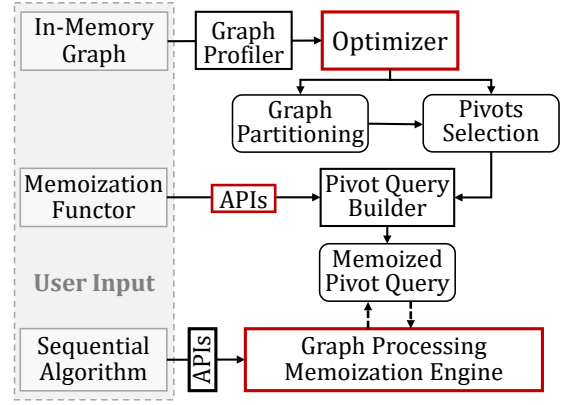 In-Memory
Graph
Graph
Profiler
Optimizer
Graph
Partitioning
Pivots
Selection
Memoization
Functor
APIs
Pivot Query
Builder
Memoized
Pivot Query
User Input
Sequential
Algorithm
APIs
Graph Processing
Memoization Engine